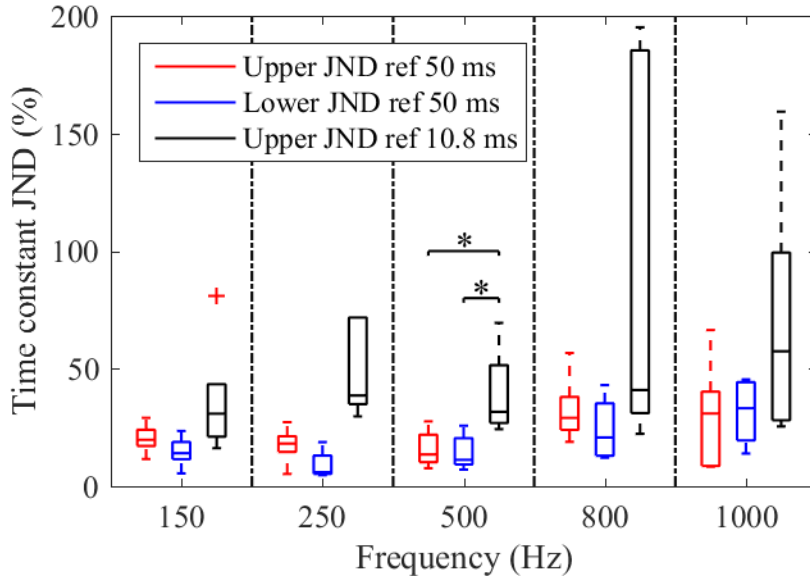 Time constant JND (%)
200
150
100
50
0
Upper JND ref 50 ms
Lower JND ref 50 ms
Upper JND ref 10.8 ms
*
*
150 250 500 800 1000
Frequency (Hz)